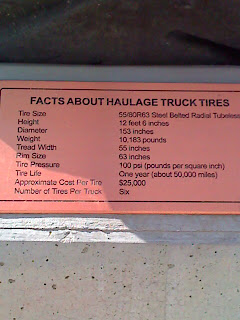 FACTS ABOUT HAULAGE TRUCK TIRES
Tire Size 55/80R63 Steel Belted Radial Tubeless
Height 12 feet 6 inches
Diameter 153 inches
Weight 10,183 pounds
Tread Width 55 inches
Rim Size 63 inches
Tire Pressure 100 psi (pounds per square inch)
Tire Life One year (about 50,000 miles)
Approximate Cost Per Tire $25,000
Number of Tires Per Truck Six